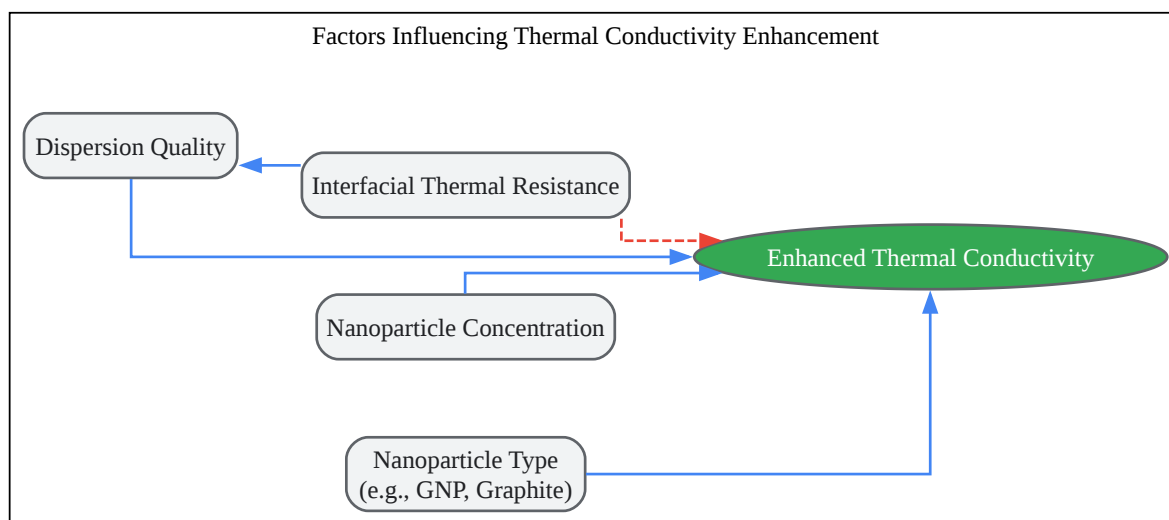 Factors Influencing Thermal Conductivity Enhancement
Dispersion Quality
Interfacial Thermal Resistance
Enhanced Thermal Conductivity
Nanoparticle Concentration
Nanoparticle Type
(e.g., GNP, Graphite)